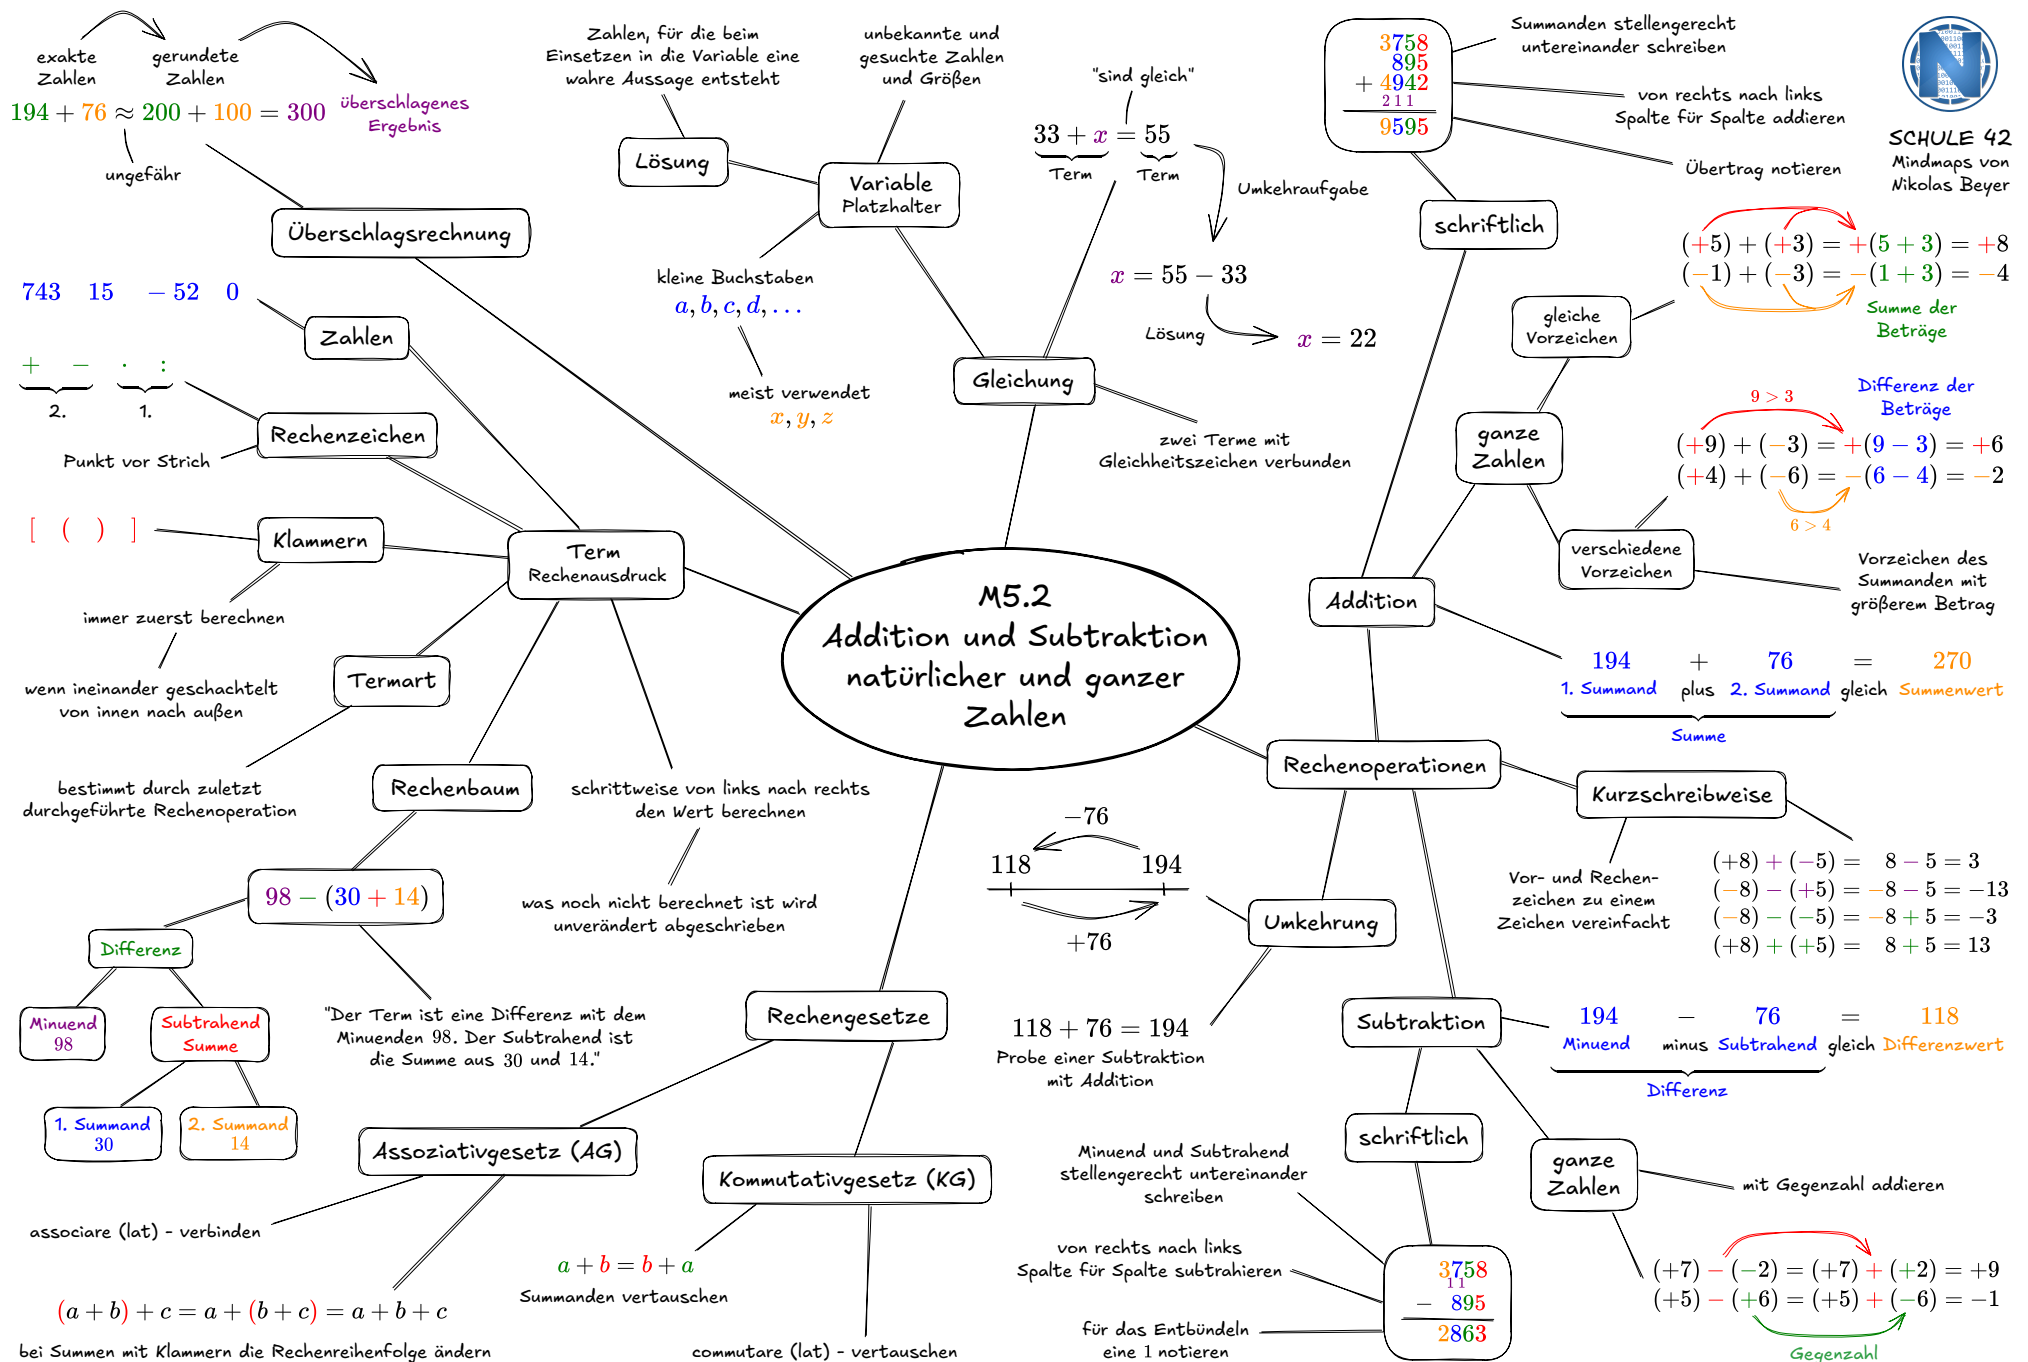 exakte
Zahlen
gerundete
Zahlen
194 + 76 ≈ 200 + 100 = 300
überschlagenes
Ergebnis
ungefähr
Überschlagsrechnung
743 15 − 52 0
Zahlen
+ − · :
2. 1.
Rechenzeichen
Punkt vor Strich
[ ( ) ]
Klammern
immer zuerst berechnen
wenn ineinander geschachtelt
von innen nach außen
Term
Rechenausdruck
Termart
bestimmt durch zuletzt
durchgeführte Rechenoperation
Rechenbaum
98 − (30 + 14)
Differenz
Minuend
98
Subtrahend
Summe
1. Summand
30
2. Summand
14
"Der Term ist eine Differenz mit dem
Minuenden 98. Der Subtrahend ist
die Summe aus 30 und 14."
schrittweise von links nach rechts
den Wert berechnen
was noch nicht berechnet ist wird
unverändert abgeschrieben
Zahlen, für die beim
Einsetzen in die Variable eine
wahre Aussage entsteht
Lösung
unbekannte und
gesuchte Zahlen
und Größen
Variable
Platzhalter
kleine Buchstaben
a, b, c, d, . . .
meist verwendet
x, y, z
"sind gleich"
33 + x = 55
Term Term
Umkehraufgabe
x = 55 − 33
Lösung
x = 22
Gleichung
zwei Terme mit
Gleichheitszeichen verbunden
M5.2
Addition und Subtraktion
natürlicher und ganzer
Zahlen
3758
895
+ 4942
2 1 1
9595
Summanden stellengerecht
untereinander schreiben
von rechts nach links
Spalte für Spalte addieren
Übertrag notieren
schriftlich
SCHULE 42
Mindmaps von
Nikolas Beyer
N
(+5) + (+3) = +(5 + 3) = +8
(−1) + (−3) = −(1 + 3) = −4
Summe der
Beträge
gleiche
Vorzeichen
ganze
Zahlen
Differenz der
Beträge
9 > 3
(+9) + (−3) = +(9 − 3) = +6
(+4) + (−6) = −(6 − 4) = −2
6 > 4
verschiedene
Vorzeichen
Vorzeichen des
Summanden mit
größerem Betrag
Addition
194 + 76 = 270
1. Summand plus 2. Summand gleich Summenwert
Summe
Rechenoperationen
Kurzschreibweise
Vor- und Rechen-
zeichen zu einem
Zeichen vereinfacht
(+8) + (−5) = 8 − 5 = 3
(−8) − (+5) = −8 − 5 = −13
(−8) − (−5) = −8 + 5 = −3
(+8) + (+5) = 8 + 5 = 13
−76
118 194
+76
Umkehrung
118 + 76 = 194
Probe einer Subtraktion
mit Addition
Subtraktion
194 − 76 = 118
Minuend minus Subtrahend gleich Differenzwert
Differenz
schriftlich
Minuend und Subtrahend
stellengerecht untereinander
schreiben
von rechts nach links
Spalte für Spalte subtrahieren
für das Entbündeln
eine 1 notieren
3758
1 1
− 895
2863
ganze
Zahlen
mit Gegenzahl addieren
(+7) − (−2) = (+7) + (+2) = +9
(+5) − (+6) = (+5) + (−6) = −1
Gegenzahl
Rechengesetze
Assoziativgesetz (AG)
associare (lat) - verbinden
(a + b) + c = a + (b + c) = a + b + c
bei Summen mit Klammern die Rechenreihenfolge ändern
Kommutativgesetz (KG)
a + b = b + a
Summanden vertauschen
commutare (lat) - vertauschen